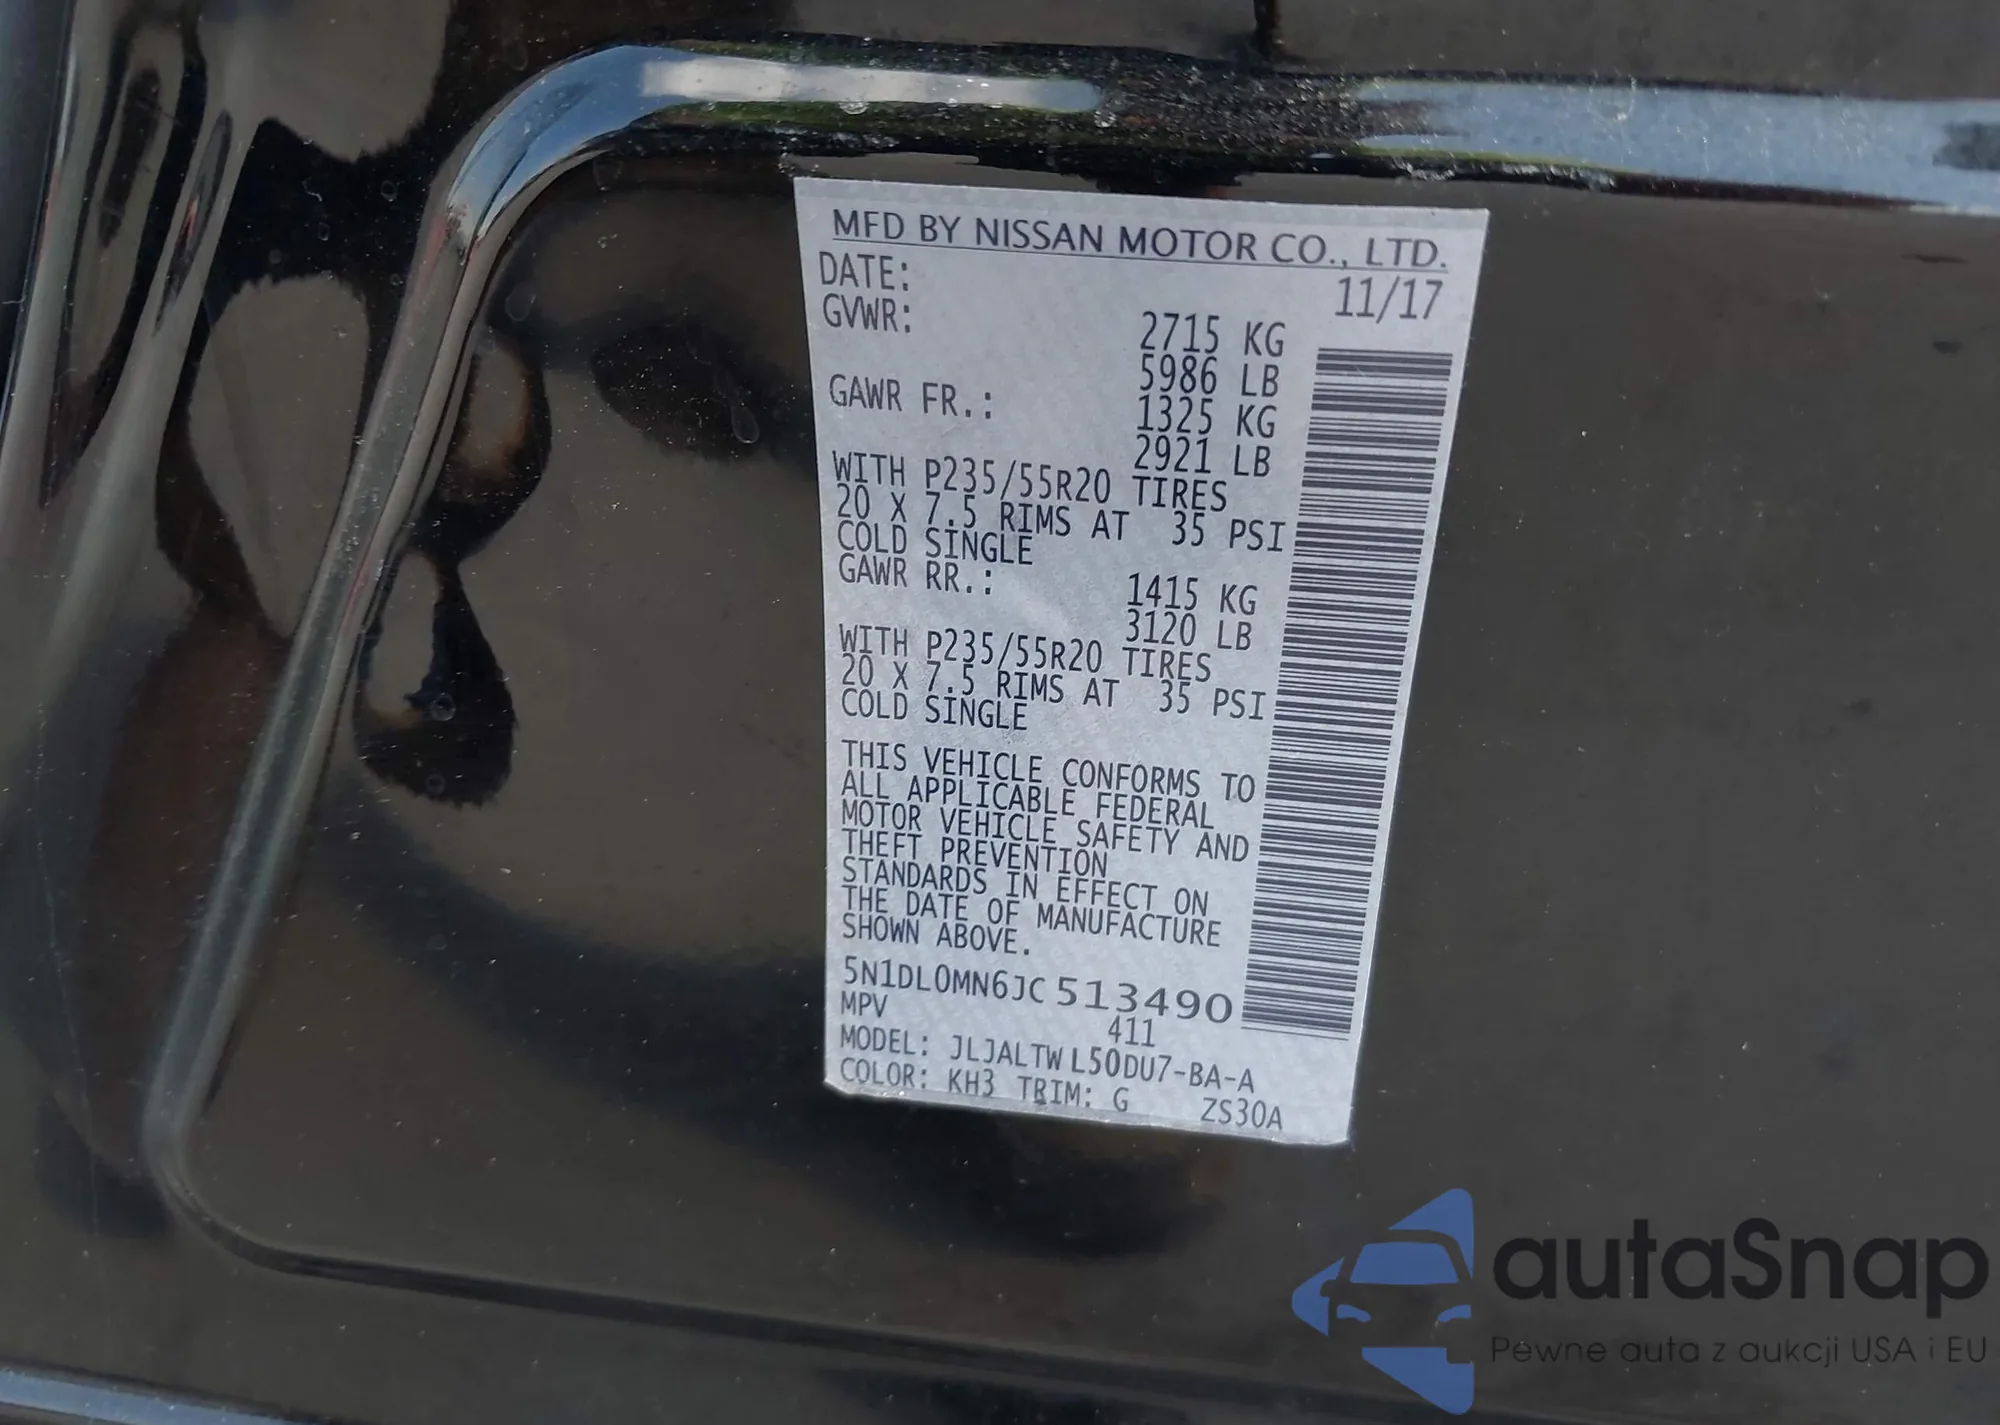 MFD BY NISSAN MOTOR CO., LTD.
DATE: 11/17
GVWR: 2715 KG
5986 LB
GAWR FR.: 1325 KG
2921 LB
WITH P235/55R20 TIRES
20 X 7.5 RIMS AT 35 PSI
COLD SINGLE
GAWR RR.: 1415 KG
3120 LB
WITH P235/55R20 TIRES
20 X 7.5 RIMS AT 35 PSI
COLD SINGLE
THIS VEHICLE CONFORMS TO
ALL APPLICABLE FEDERAL
MOTOR VEHICLE SAFETY AND
THEFT PREVENTION
STANDARDS IN EFFECT ON
THE DATE OF MANUFACTURE
SHOWN ABOVE.
5N1DL0MN6JC513490
MPV 411
MODEL: JLJALTWL50DU7-BA-A
COLOR: KH3 TRIM: G ZS30A
autaSnap
Pewne auta z aukcji USA i EU